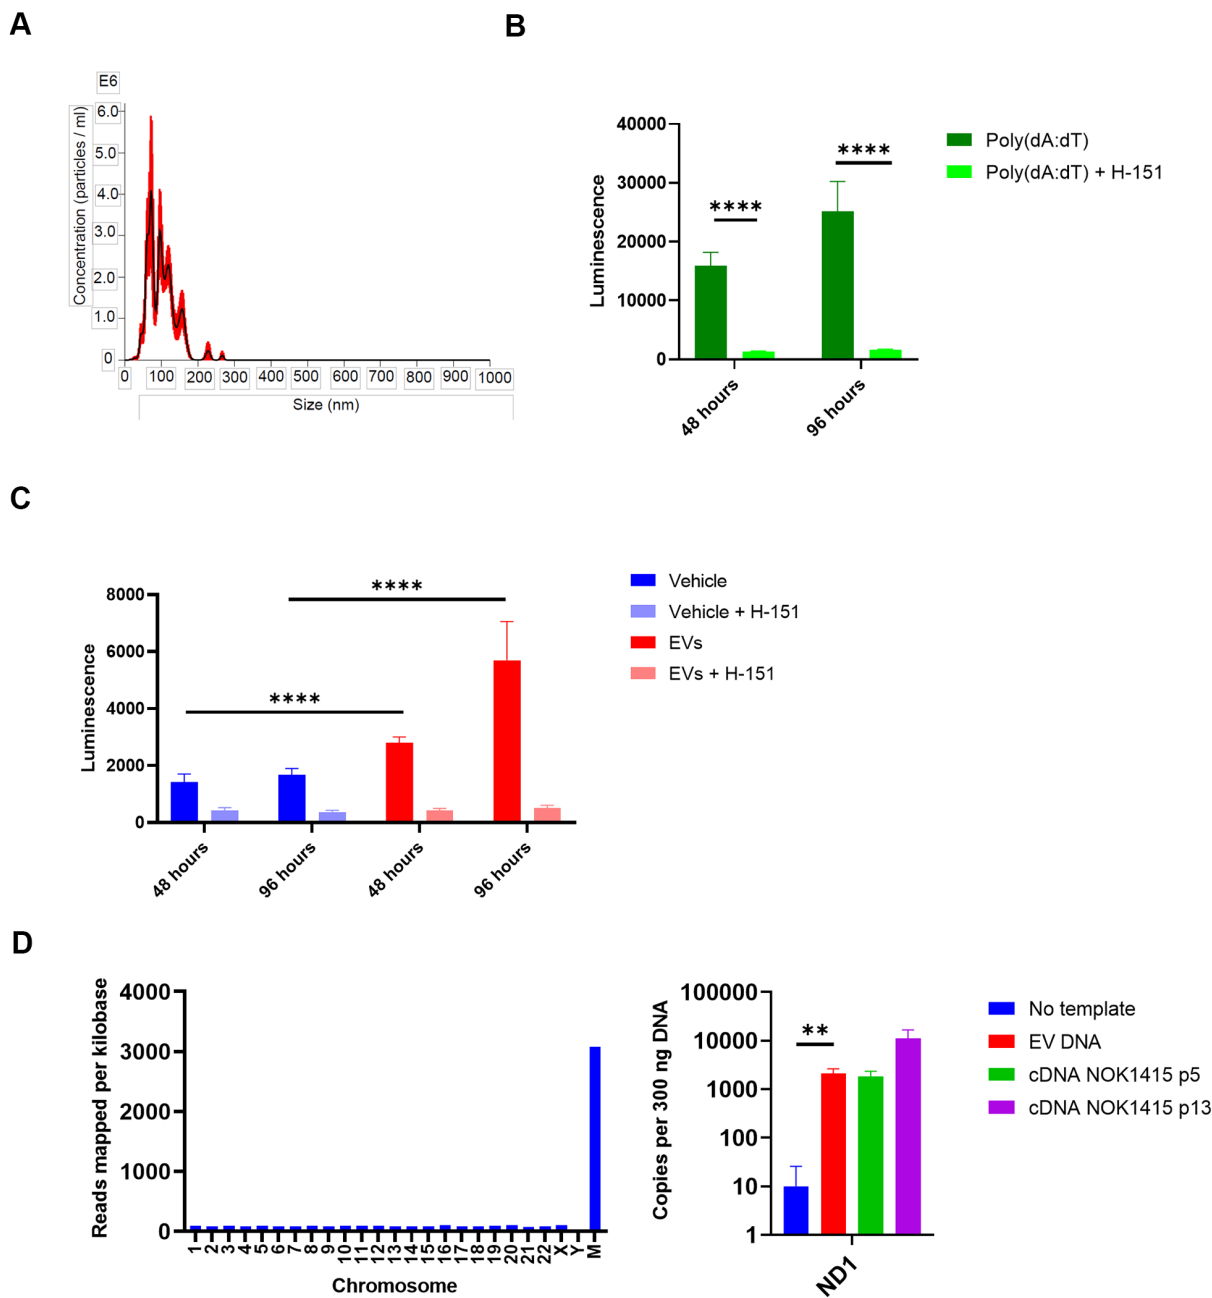 A
E6
Concentration (particles / ml)
6.0
5.0
4.0
3.0
2.0
1.0
0
0 100 200 300 400 500 600 700 800 900 1000
Size (nm)
B
Luminescence
40000
30000
20000
10000
0
****
****
48 hours
96 hours
Poly(dA:dT)
Poly(dA:dT) + H-151
C
Luminescence
8000
6000
4000
2000
0
****
****
48 hours
96 hours
48 hours
96 hours
Vehicle
Vehicle + H-151
EVs
EVs + H-151
D
Reads mapped per kilobase
4000
3000
2000
1000
0
1 2 3 4 5 6 7 8 9 10 11 12 13 14 15 16 17 18 19 20 21 22 X Y M
Chromosome
Copies per 300 ng DNA
100000
10000
1000
100
10
1
**
ND1
No template
EV DNA
cDNA NOK1415 p5
cDNA NOK1415 p13